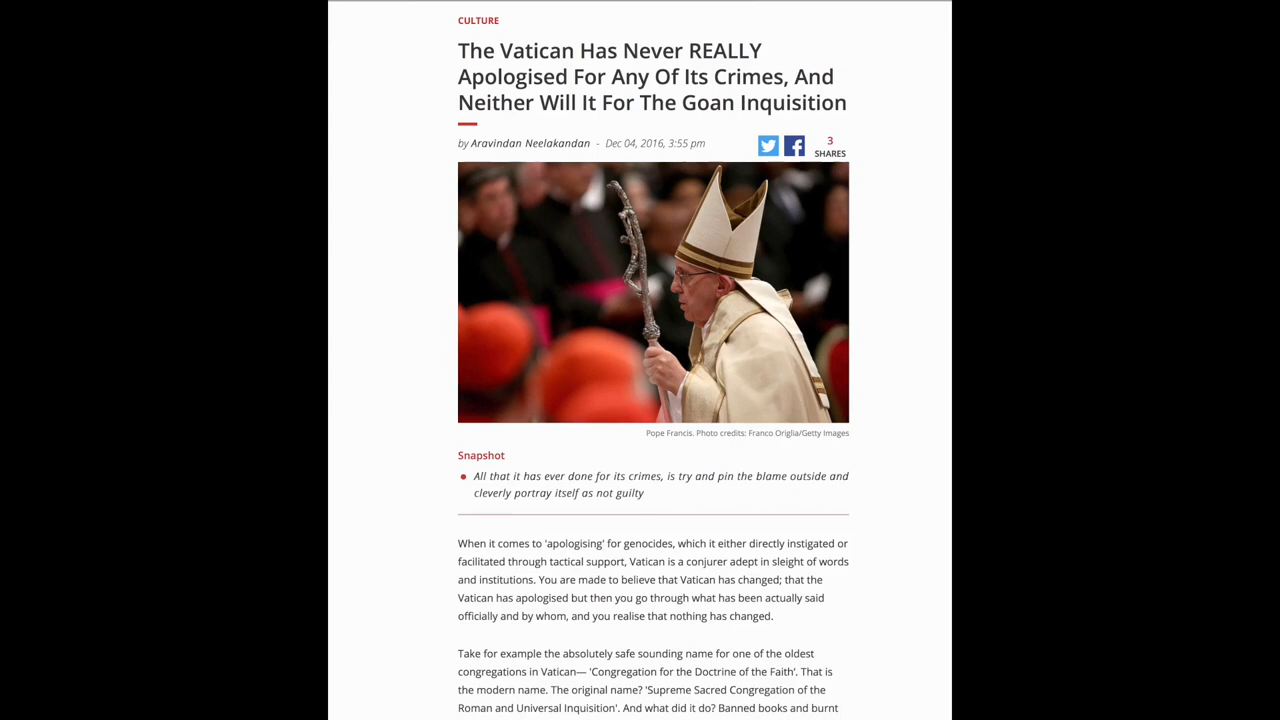 CULTURE
The Vatican Has Never REALLY
Apologised For Any Of Its Crimes, And
Neither Will It For The Goan Inquisition
by Aravindan Neelakandan - Dec 04, 2016, 3:55 pm
3
SHARES
Pope Francis. Photo credits: Franco Origlia/Getty Images
Snapshot
All that it has ever done for its crimes, is try and pin the blame outside and
cleverly portray itself as not guilty
When it comes to 'apologising' for genocides, which it either directly instigated or
facilitated through tactical support, Vatican is a conjurer adept in sleight of words
and institutions. You are made to believe that Vatican has changed; that the
Vatican has apologised but then you go through what has been actually said
officially and by whom, and you realise that nothing has changed.
Take for example the absolutely safe sounding name for one of the oldest
congregations in Vatican— 'Congregation for the Doctrine of the Faith'. That is
the modern name. The original name? 'Supreme Sacred Congregation of the
Roman and Universal Inquisition'. And what did it do? Banned books and burnt